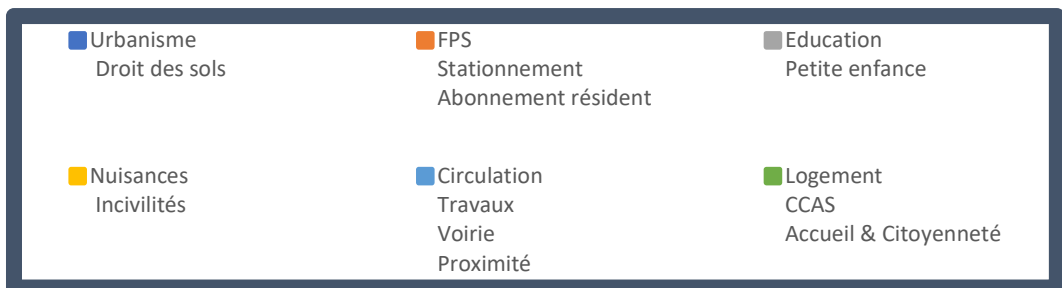 Urbanisme
Droit des sols
FPS
Stationnement
Abonnement résident
Education
Petite enfance
Nuisances
Incivilités
Circulation
Travaux
Voirie
Proximité
Logement
CCAS
Accueil & Citoyenneté